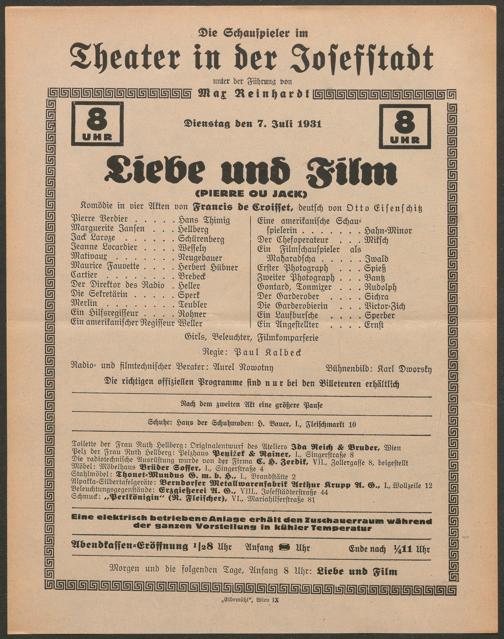 Die Schauspieler im
Theater in der Josefstadt
unter der Führung von
Max Reinhardt
8 UHR
8 UHR
Dienstag den 7. Juli 1931
Liebe und Film
(PIERRE OU JACK)
Komödie in vier Akten von Francis de Croisset, deutsch von Otto Eisenschitz
Pierre Verdier . . . . . Hans Thimig
Marguerite Jansen . . . . Hellberg
Jack Laroze . . . . . Schürenberg
Jeanne Locardier . . . . Wessely
Mativaux . . . . . Neugebauer
Maurice Fauvette . . . . Herbert Hübner
Cartier . . . . . Brebeck
Der Direktor des Radio . Heller
Die Sekretärin . . . . Sperk
Merlin . . . . . Teubler
Ein Hilfsregisseur . . . . Rohner
Ein amerikanischer Regisseur Weller
Eine amerikanische Schau-
spielerin . . . . . Hahn-Minor
Der Chefoperateur . . . Mitsch
Ein Filmschauspieler als
Maharadscha . . . . Iwald
Erster Photograph . . . . Spieß
Zweiter Photograph . . . Pantz
Gontard, Tonmixer . . . Rudolph
Der Garderober . . . . Sichra
Die Garderobierin . . . Victor-Zich
Ein Laufbursche . . . . Sperber
Ein Angestellter . . . . Ernst
Girls, Beleuchter, Filmkomparserie
Regie: Paul Kalbeck
Radio- und filmtechnischer Berater: Aurel Nowotny Bühnenbild: Karl Dworsky
Die richtigen offiziellen Programme sind nur bei den Billeteuren erhältlich
Nach dem zweiten Akt eine größere Pause
Schuhe: Haus der Schuhmoden: H. Bauer, I., Fleischmarkt 10
Toilette der Frau Ruth Hellberg: Originalentwurf des Ateliers Ida Reich & Bruder, Wien
Pelz der Frau Ruth Hellberg: Pelzhaus Penižek & Rainer, I., Singerstraße 8
Die radiotechnische Ausrüstung wurde von der Firma C. H. Ferdik, VII., Zollergasse 8, beigestellt
Möbel: Möbelhaus Brüder Soffer, I., Singerstraße 4
Stahlmöbel: Thonet-Mundus G. m. b. H., I., Brandstätte 2
Alpakka-Silbertafelgeräte: Berndorfer Metallwarenfabrik Arthur Krupp A. G., I., Wollzeile 12
Beleuchtungsgegenstände: Erzgießerei A. G., VIII., Josefstädterstraße 44
Schmuck: „Perlkönigin“ (R. Fleischer), VI., Mariahilferstraße 81
Eine elektrisch betriebene Anlage erhält den Zuschauerraum während
der ganzen Vorstellung in kühler Temperatur
Abendkassen-Eröffnung 1/28 Uhr Anfang 8 Uhr Ende nach 1/411 Uhr
Morgen und die folgenden Tage, Anfang 8 Uhr: Liebe und Film
„Elbemühl“, Wien IX